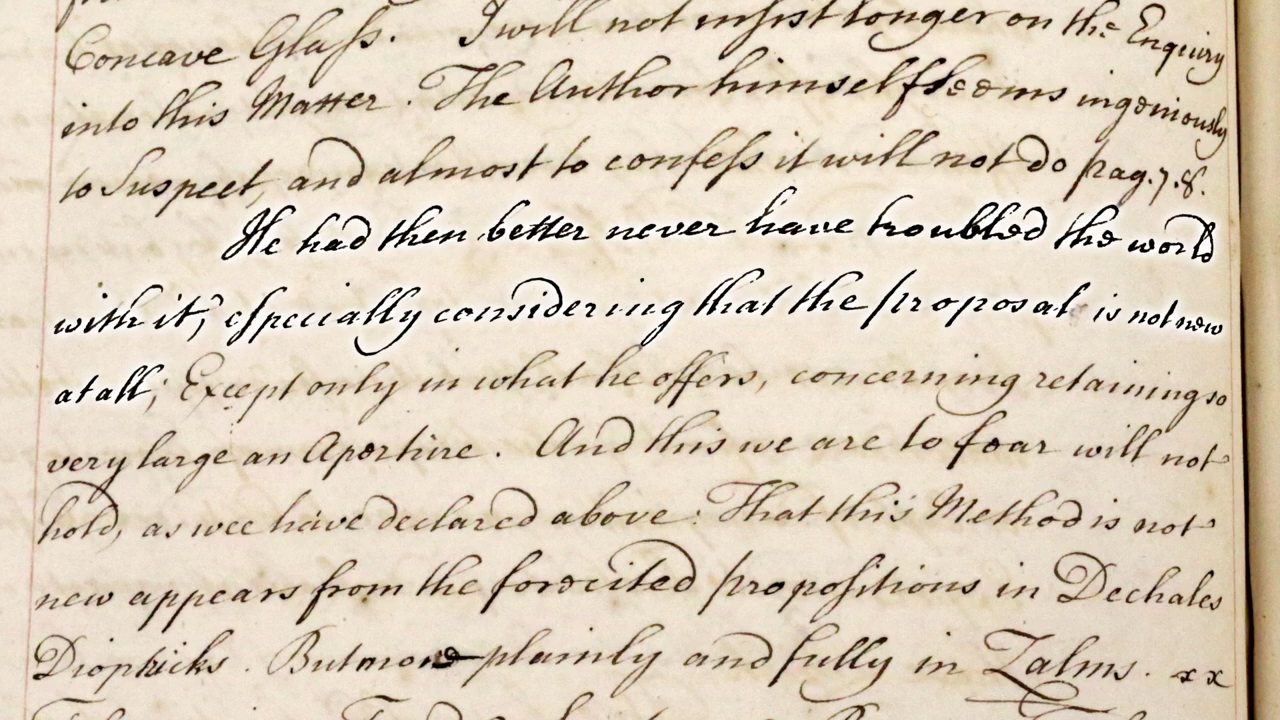 Concave Glaſs. I will not insist longer on the Enquiry
into this Matter. The Author himself seems ingeniously
to Suspect, and almost to confeſs it will not do pag. 7. 8.
He had then better never have troubled the world
with it, eſpecially considering that the proposal is not new
at all; Except only in what he offers, concerning retaining so
very large an Aperture. And this we are to fear will not
hold, as wee have declared above: That this Method is not
new appears from the forecited propoſitions in Dechales
Dioptricks. But more plainly and fully in Zalms. xx